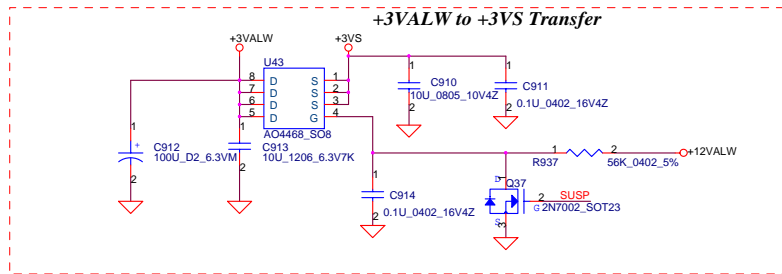 +3VALW to +3VS Transfer
+3VALW
+3VS
U43
8 D S 1
7 D S 2
6 D S 3
5 D G 4
AO4468_SO8
1
C910
10U_0805_10V4Z
2
1
C911
0.1U_0402_16V4Z
2
1
+
C912
100U_D2_6.3VM
2
1
C913
10U_1206_6.3V7K
2
1
C914
0.1U_0402_16V4Z
2
R937
1
2
56K_0402_5%
+12VALW
D
1
Q37
2
SUSP
G
2N7002_SOT23
S
3